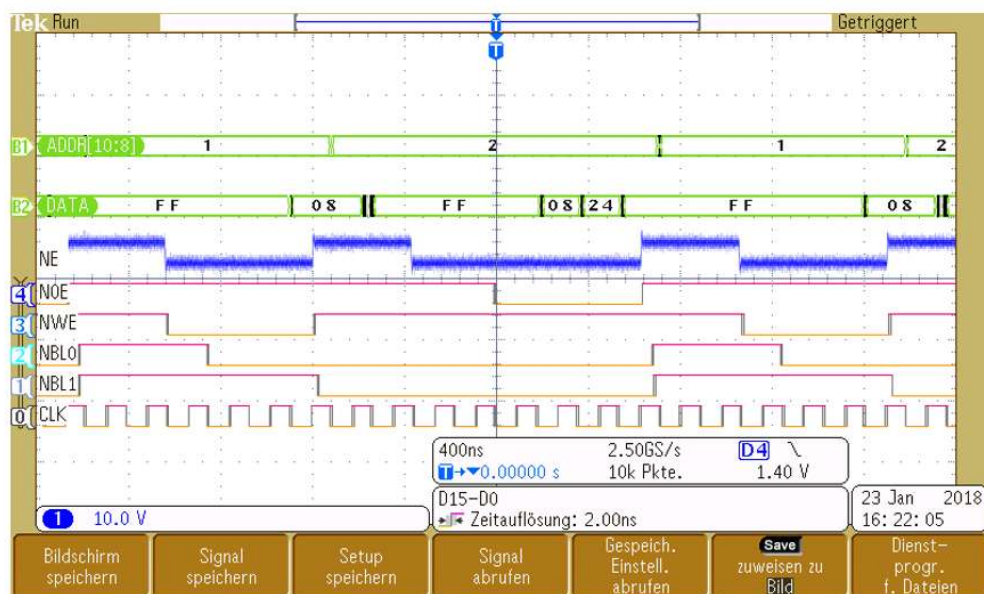 Tek Run Getriggert
T
T
B1 ADDR[10:8] 1 2 1 2
B2 DATA FF 08 FF 08 24 FF 08
NE
4 NOE
3 NWE
2 NBL0
1 NBL1
0 CLK
400ns 2.50GS/s D4
T→▼0.00000 s 10k Pkte. 1.40 V
D15-D0
Zeitauflösung: 2.00ns
1 10.0 V
23 Jan 2018
16:22:05
Bildschirm
speichern
Signal
speichern
Setup
speichern
Signal
abrufen
Gespeich.
Einstell.
abrufen
Save
zuweisen zu
Bild
Dienst-
progr.
f. Dateien